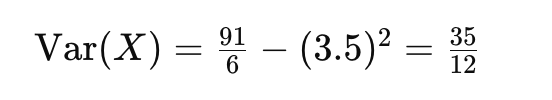 Var(X) = 91/6 − (3.5)² = 35/12